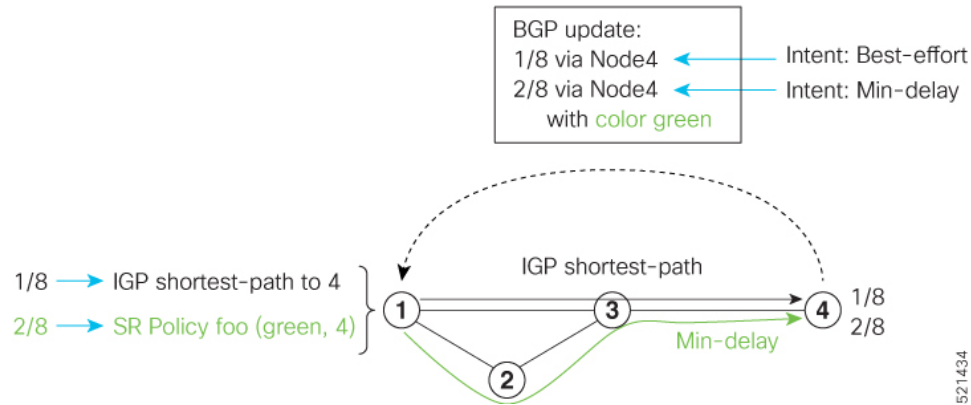 BGP update:
1/8 via Node4
Intent: Best-effort
2/8 via Node4
Intent: Min-delay
with color green
1/8
IGP shortest-path to 4
2/8
SR Policy foo (green, 4)
IGP shortest-path
1
3
4
1/8
2/8
Min-delay
2
521434